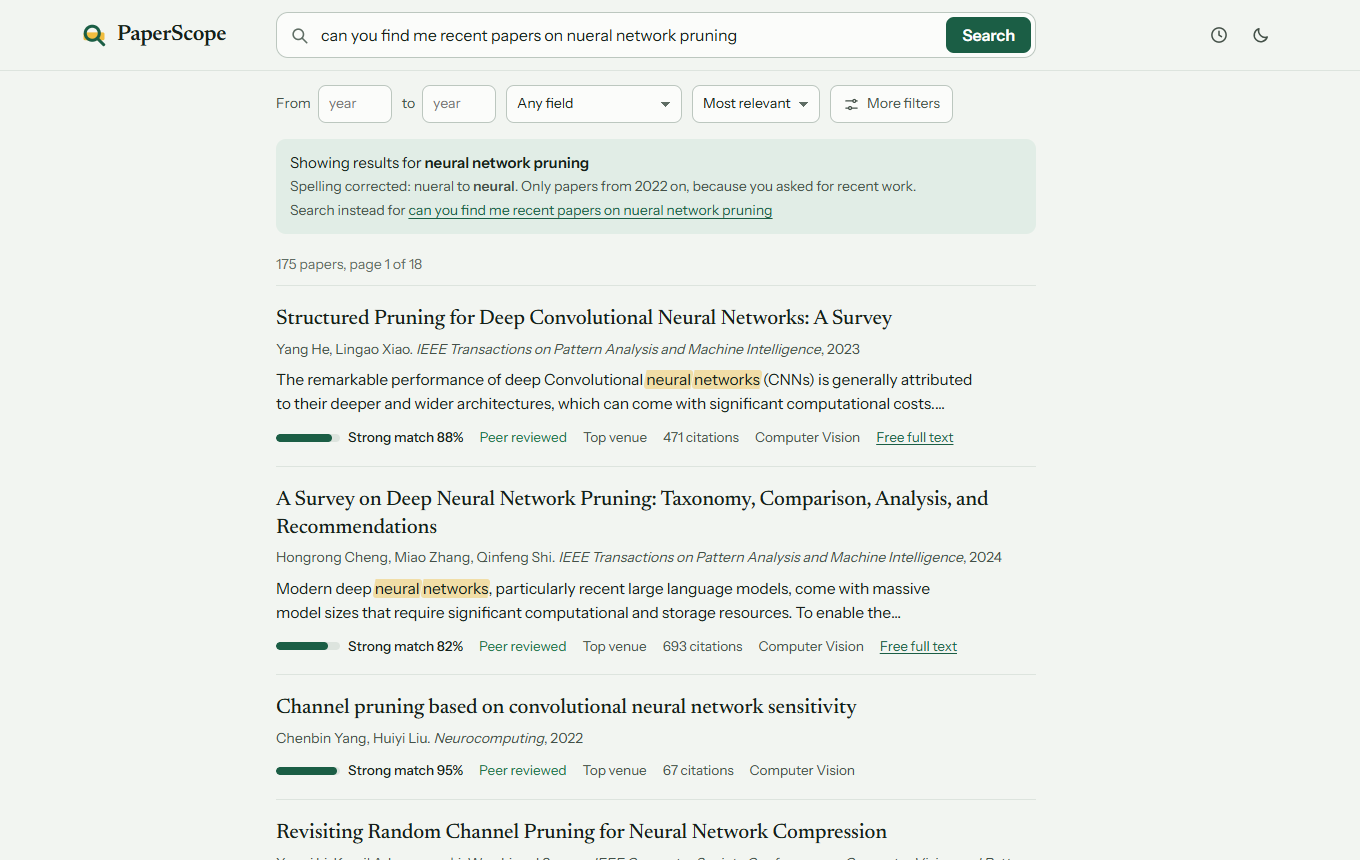 PaperScope
can you find me recent papers on nueral network pruning
Search
From year to year Any field Most relevant More filters
Showing results for neural network pruning
Spelling corrected: nueral to neural. Only papers from 2022 on, because you asked for recent work.
Search instead for can you find me recent papers on nueral network pruning
175 papers, page 1 of 18
Structured Pruning for Deep Convolutional Neural Networks: A Survey
Yang He, Lingao Xiao. IEEE Transactions on Pattern Analysis and Machine Intelligence, 2023
The remarkable performance of deep Convolutional neural networks (CNNs) is generally attributed
to their deeper and wider architectures, which can come with significant computational costs....
Strong match 88% Peer reviewed Top venue 471 citations Computer Vision Free full text
A Survey on Deep Neural Network Pruning: Taxonomy, Comparison, Analysis, and
Recommendations
Hongrong Cheng, Miao Zhang, Qinfeng Shi. IEEE Transactions on Pattern Analysis and Machine Intelligence, 2024
Modern deep neural networks, particularly recent large language models, come with massive
model sizes that require significant computational and storage resources. To enable the...
Strong match 82% Peer reviewed Top venue 693 citations Computer Vision Free full text
Channel pruning based on convolutional neural network sensitivity
Chenbin Yang, Huiyi Liu. Neurocomputing, 2022
Strong match 95% Peer reviewed Top venue 67 citations Computer Vision
Revisiting Random Channel Pruning for Neural Network Compression